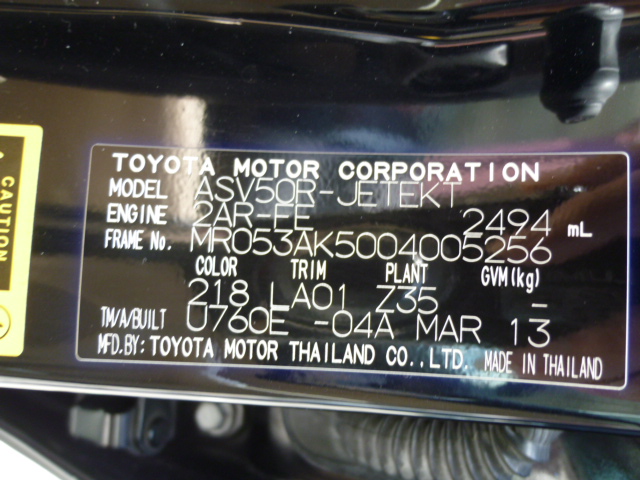 TOYOTA MOTOR CORPORATION
MODEL ASV50R-JETEKT
ENGINE 2AR-FE 2494 mL
FRAME No. MR053AK5004005256
COLOR TRIM PLANT GVM(kg)
218 LA01 Z35 –
TM/A/BUILT U760E -04A MAR 13
MFD.BY: TOYOTA MOTOR THAILAND CO.,LTD. MADE IN THAILAND
CAUTION